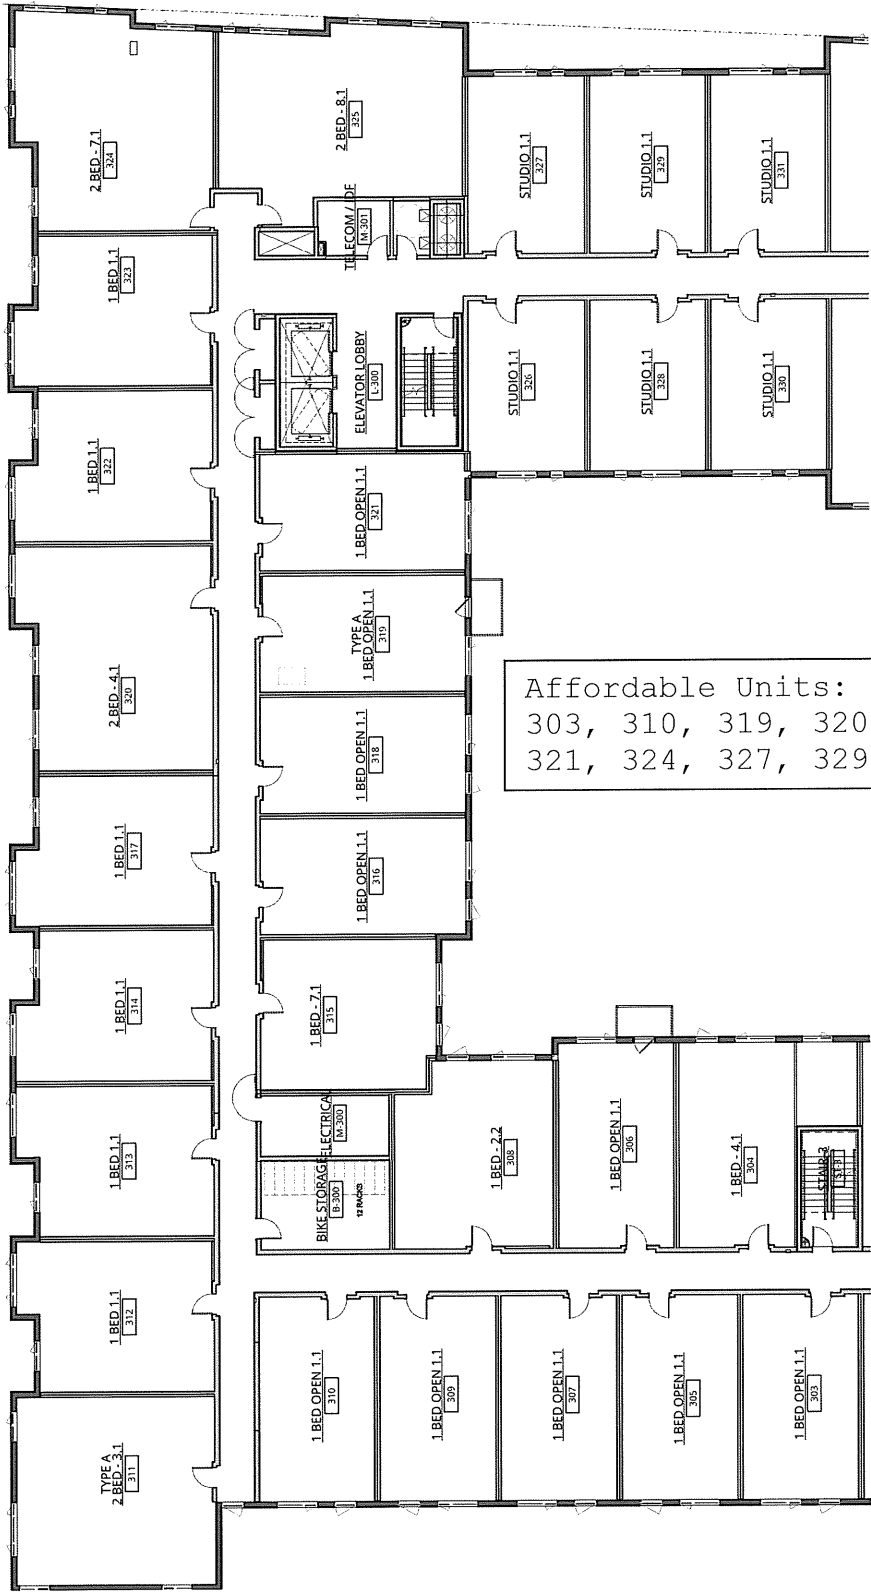 2 BED - 7.1
324
2 BED - 8.1
325
STUDIO 1.1
327
STUDIO 1.1
329
STUDIO 1.1
331
TELECOM / IDF
M-301
1 BED 1.1
323
1 BED 1.1
322
ELEVATOR LOBBY
L-300
STUDIO 1.1
326
STUDIO 1.1
328
STUDIO 1.1
330
1 BED OPEN 1.1
321
2 BED - 4.1
320
TYPE A
1 BED OPEN 1.1
319
1 BED OPEN 1.1
318
Affordable Units:
303, 310, 319, 320
321, 324, 327, 329
1 BED 1.1
317
1 BED OPEN 1.1
316
1 BED 1.1
314
1 BED - 7.1
315
1 BED 1.1
313
ELECTRICAL
M-300
BIKE STORAGE
B-300
12 RACKS
1 BED - 2.2
308
1 BED OPEN 1.1
306
1 BED - 4.1
304
STAIR 3
ST-3
1 BED 1.1
312
TYPE A
2 BED - 3.1
311
1 BED OPEN 1.1
310
1 BED OPEN 1.1
309
1 BED OPEN 1.1
307
1 BED OPEN 1.1
305
1 BED OPEN 1.1
303